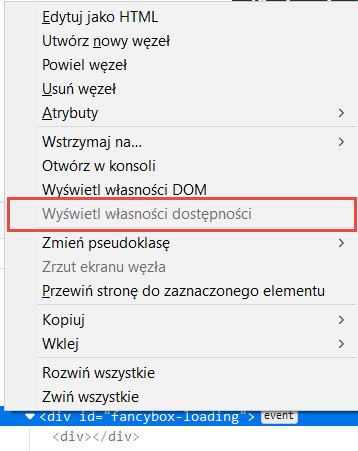 Edytuj jako HTML
Utwórz nowy węzeł
Powiel węzeł
Usuń węzeł
Atrybuty
Wstrzymaj na...
Otwórz w konsoli
Wyświetl własności DOM
Wyświetl własności dostępności
Zmień pseudoklasę
Zrzut ekranu węzła
Przewiń stronę do zaznaczonego elementu
Kopiuj
Wklej
Rozwiń wszystkie
Zwiń wszystkie
<div id="fancybox-loading"> event
<div></div>